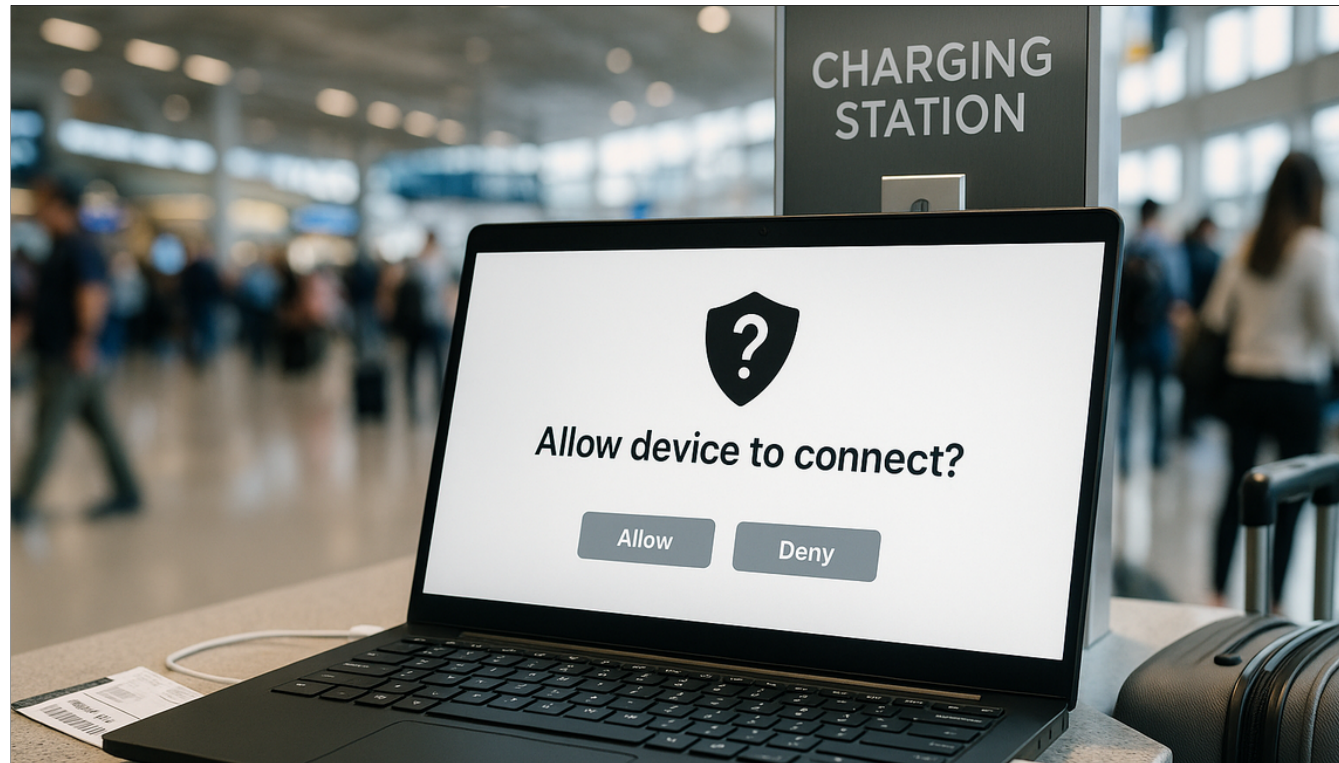 CHARGING
STATION
?
Allow device to connect?
Allow
Deny